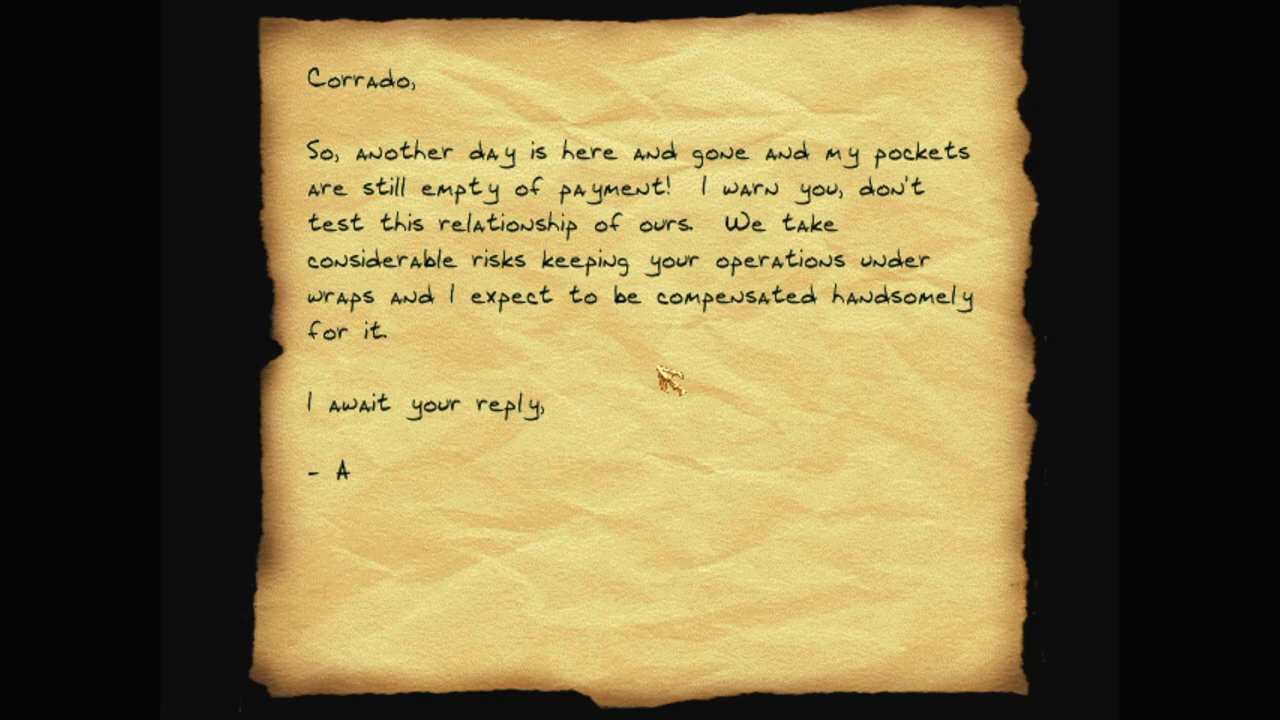 Corrado,
So, another day is here and gone and my pockets
are still empty of payment!  I warn you, don't
test this relationship of ours.  We take
considerable risks keeping your operations under
wraps and I expect to be compensated handsomely
for it.
I await your reply,
- A